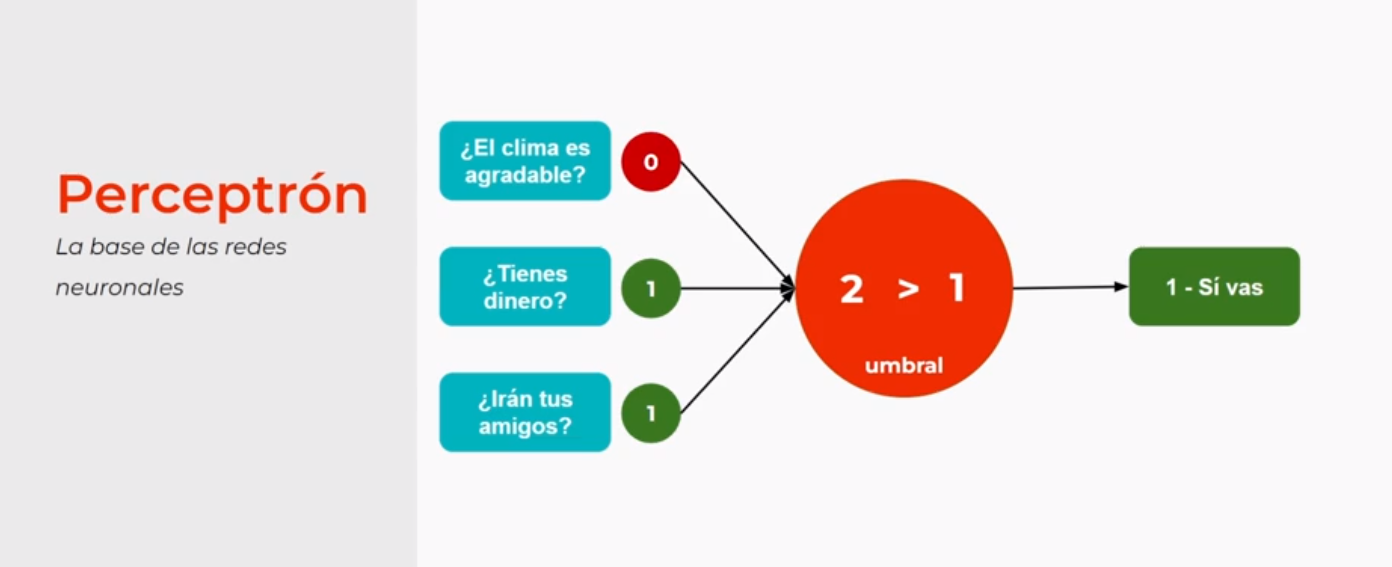 Perceptrón
La base de las redes
neuronales
¿El clima es
agradable?
0
¿Tienes
dinero?
1
¿Irán tus
amigos?
1
2 > 1
umbral
1 - Sí vas